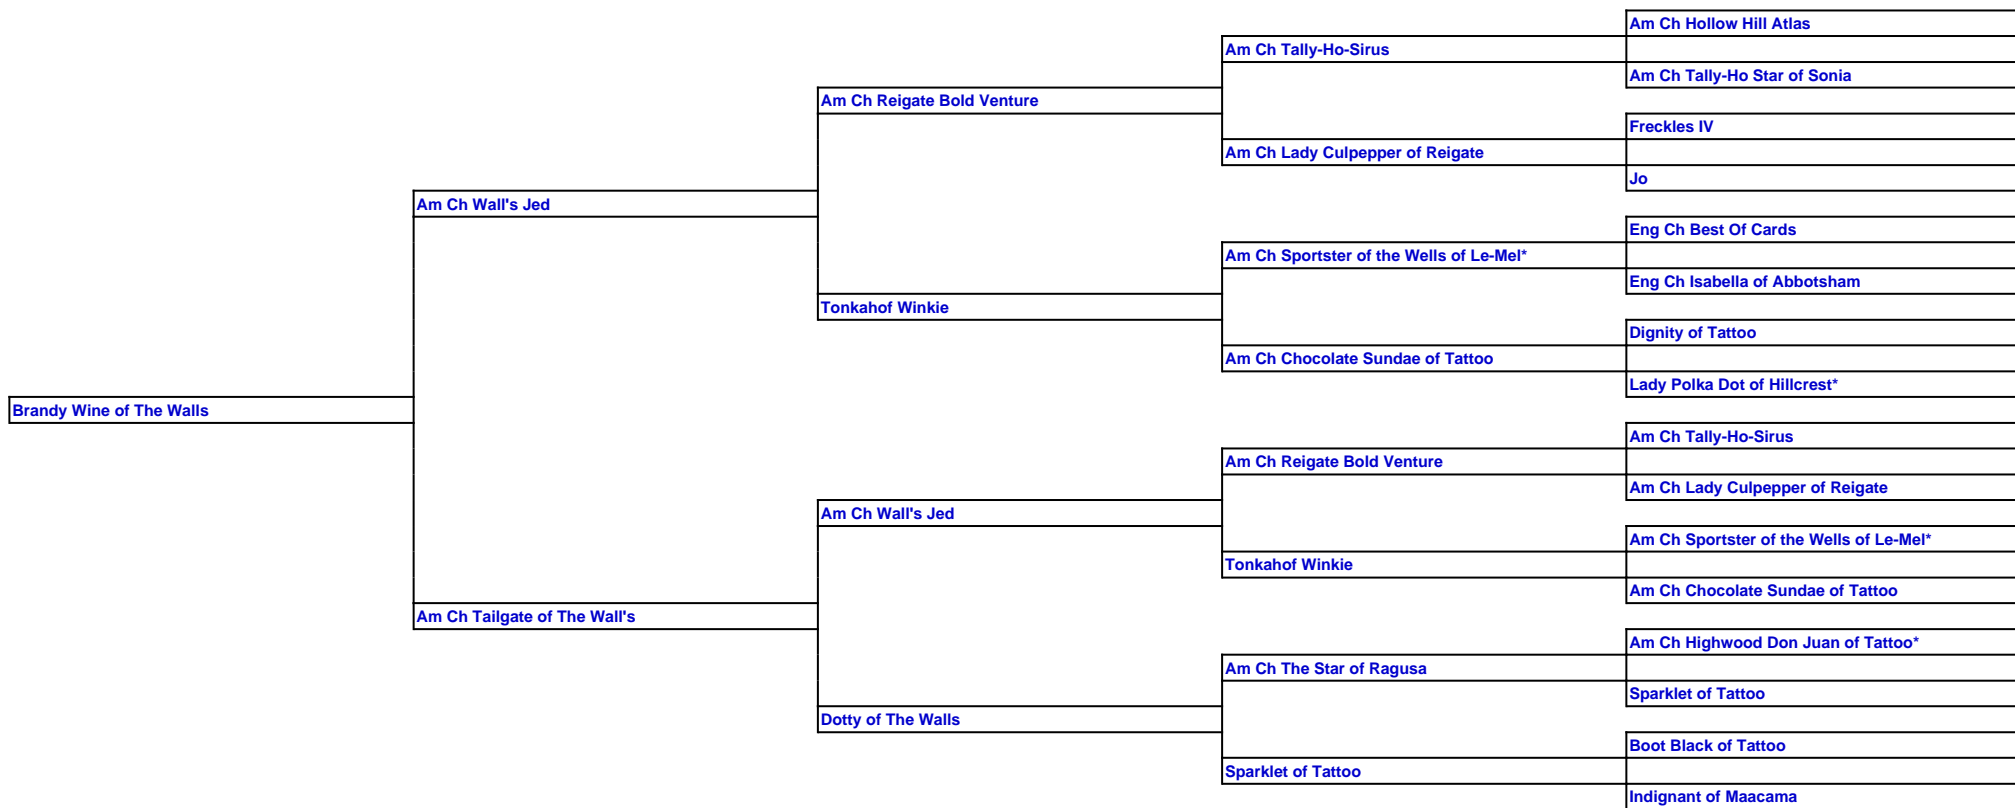 Am Ch Hollow Hill Atlas
Am Ch Tally-Ho-Sirus
Am Ch Tally-Ho Star of Sonia
Am Ch Reigate Bold Venture
Freckles IV
Am Ch Lady Culpepper of Reigate
Jo
Am Ch Wall's Jed
Eng Ch Best Of Cards
Am Ch Sportster of the Wells of Le-Mel*
Eng Ch Isabella of Abbotsham
Tonkahof Winkie
Dignity of Tattoo
Am Ch Chocolate Sundae of Tattoo
Lady Polka Dot of Hillcrest*
Brandy Wine of The Walls
Am Ch Tally-Ho-Sirus
Am Ch Reigate Bold Venture
Am Ch Lady Culpepper of Reigate
Am Ch Wall's Jed
Am Ch Sportster of the Wells of Le-Mel*
Tonkahof Winkie
Am Ch Chocolate Sundae of Tattoo
Am Ch Tailgate of The Wall's
Am Ch Highwood Don Juan of Tattoo*
Am Ch The Star of Ragusa
Sparklet of Tattoo
Dotty of The Walls
Boot Black of Tattoo
Sparklet of Tattoo
Indignant of Maacama